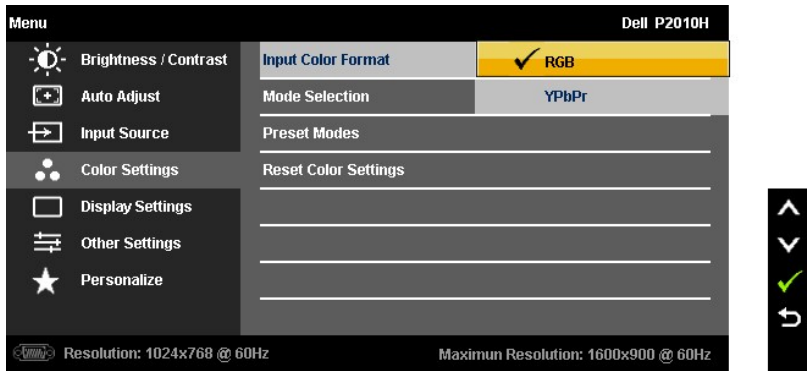 Menu Dell P2010H
Brightness / Contrast Input Color Format RGB
Auto Adjust Mode Selection YPbPr
Input Source Preset Modes
Color Settings Reset Color Settings
Display Settings
Other Settings
Personalize
Resolution: 1024x768 @ 60Hz Maximun Resolution: 1600x900 @ 60Hz